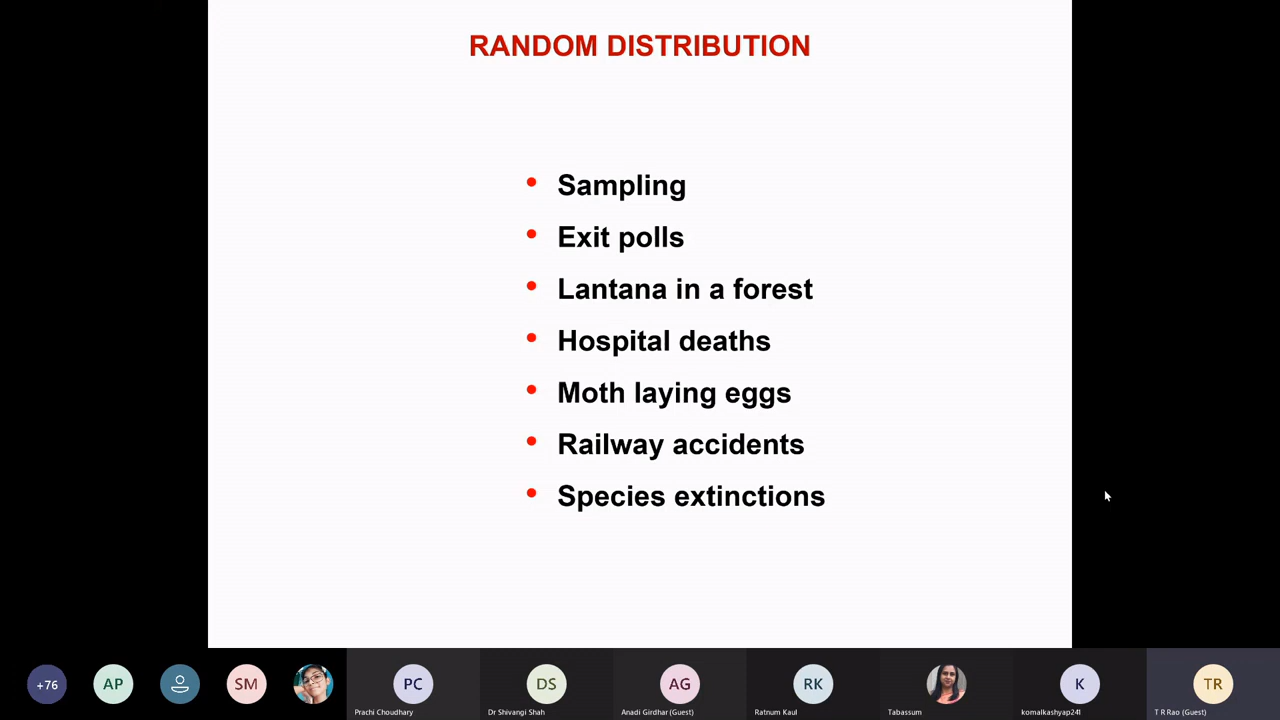 RANDOM DISTRIBUTION
• Sampling
• Exit polls
• Lantana in a forest
• Hospital deaths
• Moth laying eggs
• Railway accidents
• Species extinctions
+76
AP
SM
PC
DS
AG
RK
K
TR
Prachi Choudhary
Dr Shivangi Shah
Anadi Girdhar (Guest)
Ratnum Kaul
Tabassum
komalkashyap241
T R Rao (Guest)